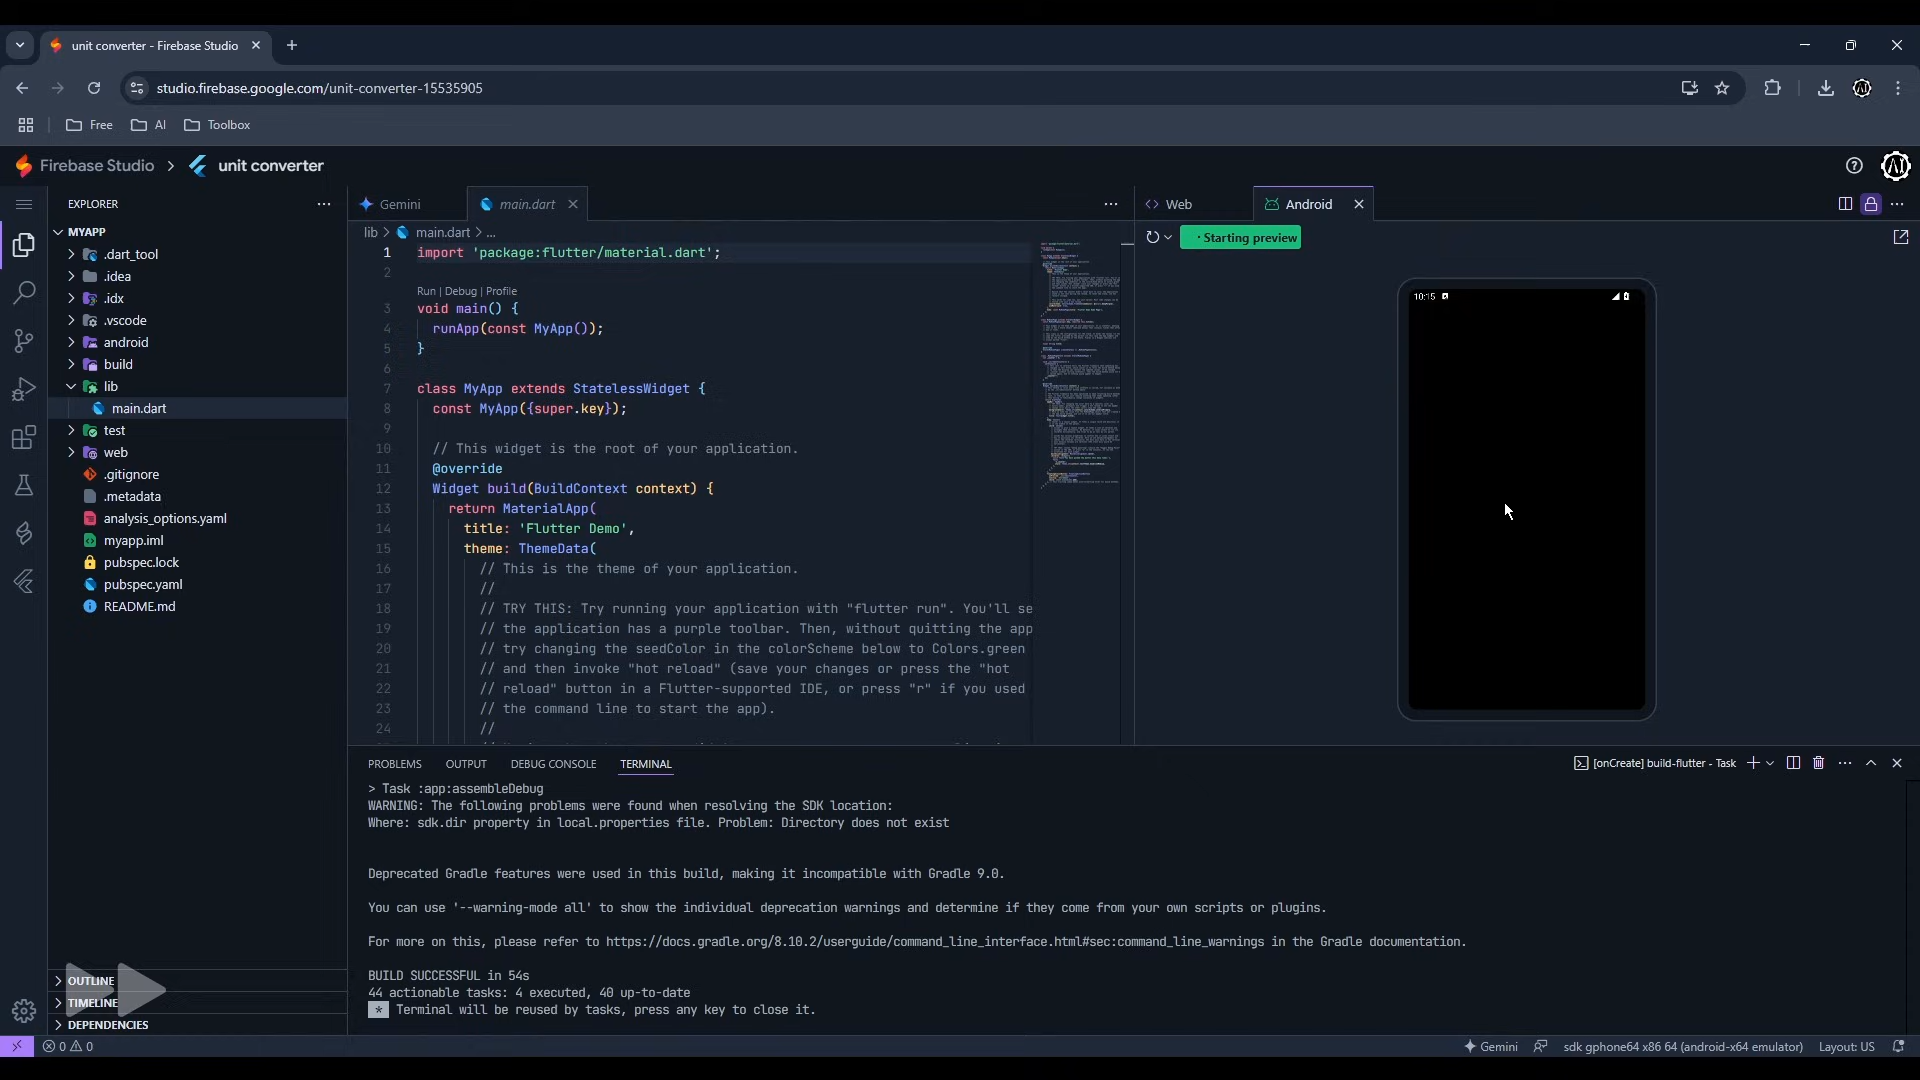 unit converter - Firebase Studio
studio.firebase.google.com/unit-converter-15535905
Free
AI
Toolbox
Firebase Studio > unit converter
EXPLORER
MYAPP
.dart_tool
.idea
.idx
.vscode
android
build
lib
main.dart
test
web
.gitignore
.metadata
analysis_options.yaml
myapp.iml
pubspec.lock
pubspec.yaml
README.md
OUTLINE
TIMELINE
DEPENDENCIES
Gemini
main.dart
lib > main.dart > ...
1 import 'package:flutter/material.dart';
2
Run | Debug | Profile
3 void main() {
4 runApp(const MyApp());
5 }
6
7 class MyApp extends StatelessWidget {
8 const MyApp({super.key});
9
10 // This widget is the root of your application.
11 @override
12 Widget build(BuildContext context) {
13 return MaterialApp(
14 title: 'Flutter Demo',
15 theme: ThemeData(
16 // This is the theme of your application.
17 //
18 // TRY THIS: Try running your application with "flutter run". You'll se
19 // the application has a purple toolbar. Then, without quitting the app
20 // try changing the seedColor in the colorScheme below to Colors.green
21 // and then invoke "hot reload" (save your changes or press the "hot
22 // reload" button in a Flutter-supported IDE, or press "r" if you used
23 // the command line to start the app).
24 //
Web
Android
Starting preview
10:15
PROBLEMS
OUTPUT
DEBUG CONSOLE
TERMINAL
[onCreate] build-flutter - Task
> Task :app:assembleDebug
WARNING: The following problems were found when resolving the SDK location:
Where: sdk.dir property in local.properties file. Problem: Directory does not exist
Deprecated Gradle features were used in this build, making it incompatible with Gradle 9.0.
You can use '--warning-mode all' to show the individual deprecation warnings and determine if they come from your own scripts or plugins.
For more on this, please refer to https://docs.gradle.org/8.10.2/userguide/command_line_interface.html#sec:command_line_warnings in the Gradle documentation.
BUILD SUCCESSFUL in 54s
44 actionable tasks: 4 executed, 40 up-to-date
* Terminal will be reused by tasks, press any key to close it.
0 0
Gemini
sdk gphone64 x86 64 (android-x64 emulator)
Layout: US